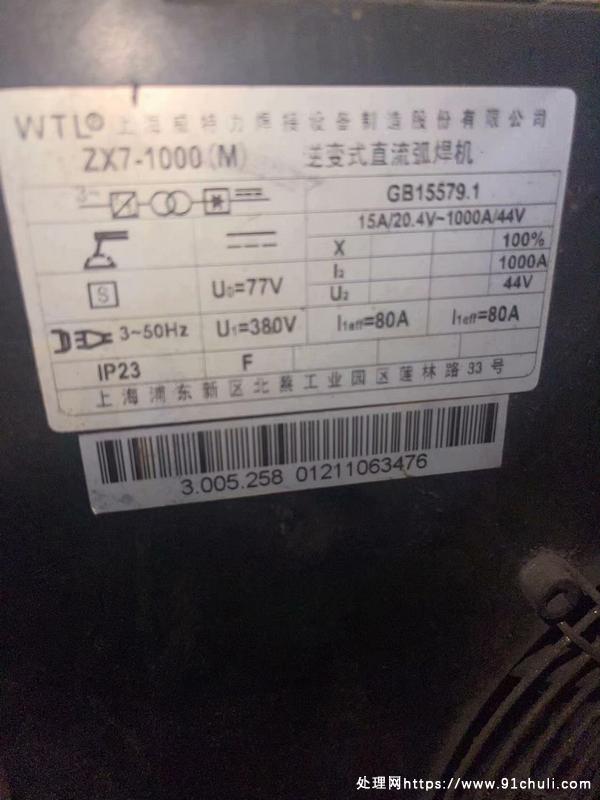 WTL® 上海威特力焊接设备制造股份有限公司
ZX7-1000(M) 逆变式直流弧焊机
3~
GB15579.1
15A/20.4V~1000A/44V
X 100%
I₂ 1000A
S U₀=77V U₂ 44V
3~50Hz U₁=380V I₁eff=80A I₁eff=80A
IP23 F
上海浦东新区北蔡工业园区莲林路33号
3.005.258 01211063476
处理网https://www.91chuli.com